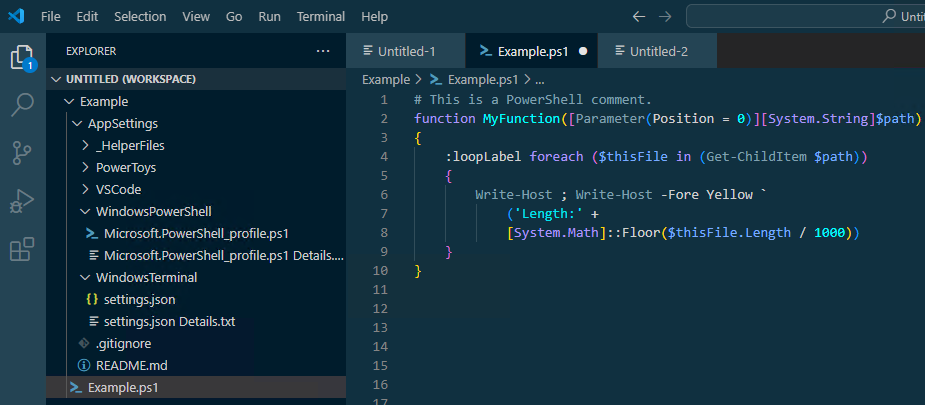 File Edit Selection View Go Run Terminal Help
Unti
EXPLORER ...
UNTITLED (WORKSPACE)
Example
AppSettings
_HelperFiles
PowerToys
VSCode
WindowsPowerShell
Microsoft.PowerShell_profile.ps1
Microsoft.PowerShell_profile.ps1 Details....
WindowsTerminal
{} settings.json
settings.json Details.txt
.gitignore
README.md
Example.ps1
1
Untitled-1 Example.ps1 Untitled-2
Example > Example.ps1 > ...
1 # This is a PowerShell comment.
2 function MyFunction([Parameter(Position = 0)][System.String]$path)
3 {
4 :loopLabel foreach ($thisFile in (Get-ChildItem $path))
5 {
6 Write-Host ; Write-Host -Fore Yellow `
7 ('Length:' +
8 [System.Math]::Floor($thisFile.Length / 1000))
9 }
10 }
11
12
13
14
15
16
17